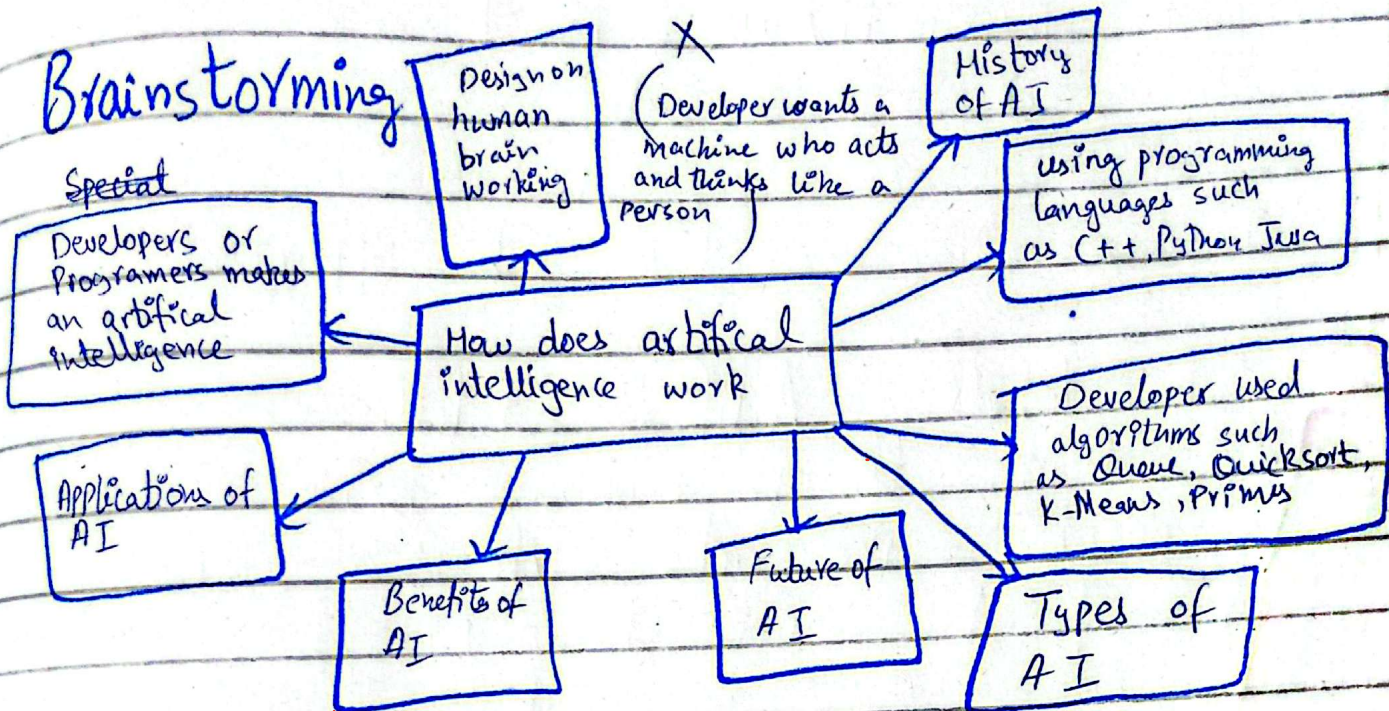 Brainstorming
Special
Design on
human
brain
working
X
(Developer wants a
machine who acts
and thinks like a
person)
History
of AI
using programming
languages such
as C++, Python Java
Developers or
Programers makes
an artifical
intelligence
How does artifical
intelligence work
Developer used
algorithms such
as Queue, Quicksort,
K-Means, Primes
Applications of
AI
Benefits of
AI
Future of
AI
Types of
AI